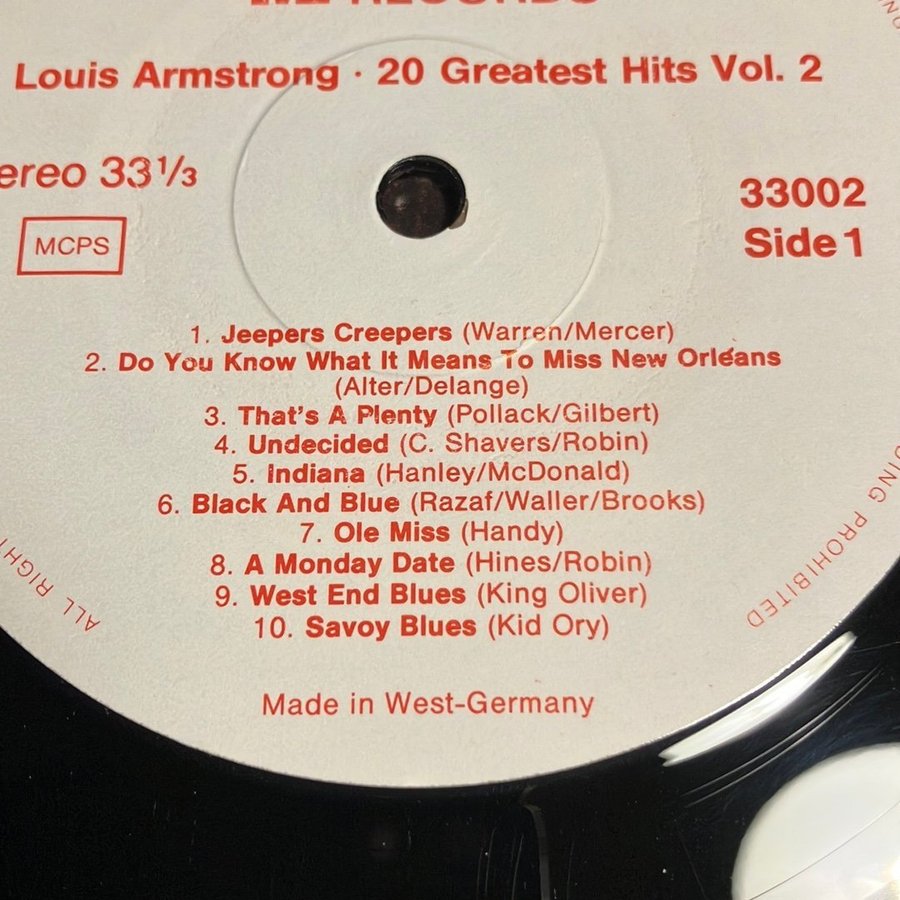 RECORDS
Louis Armstrong · 20 Greatest Hits Vol. 2
ereo 33⅓
33002
MCPS
Side 1
1. Jeepers Creepers (Warren/Mercer)
2. Do You Know What It Means To Miss New Orleans
(Alter/Delange)
3. That's A Plenty (Pollack/Gilbert)
4. Undecided (C. Shavers/Robin)
5. Indiana (Hanley/McDonald)
6. Black And Blue (Razaf/Waller/Brooks)
7. Ole Miss (Handy)
8. A Monday Date (Hines/Robin)
9. West End Blues (King Oliver)
10. Savoy Blues (Kid Ory)
Made in West-Germany
ALL RIGH
DING PROHIBITED